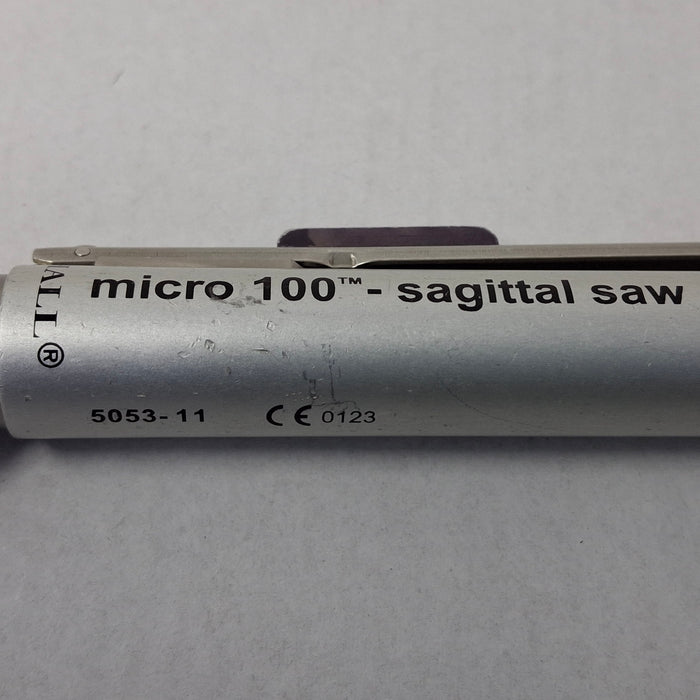 ALL®
micro 100™ - sagittal saw
5053-11 CE 0123